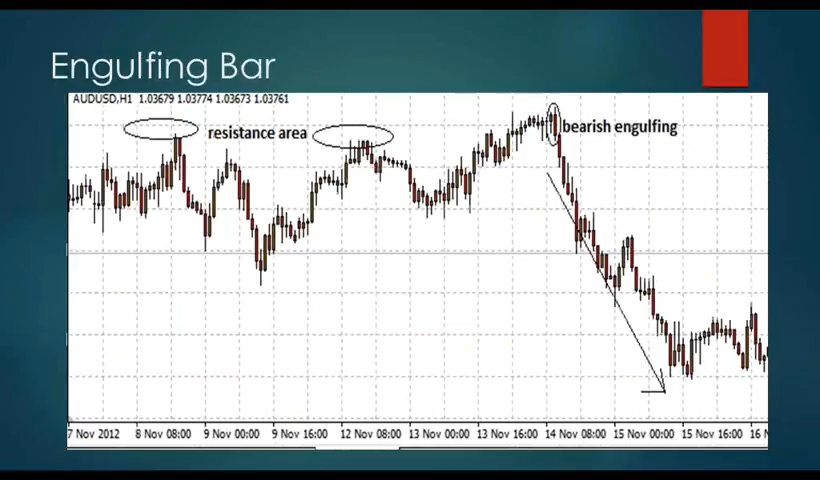 Engulfing Bar
AUDUSD,H1 1.03679 1.03774 1.03673 1.03761
resistance area
bearish engulfing
7 Nov 2012 8 Nov 08:00 9 Nov 00:00 9 Nov 16:00 12 Nov 08:00 13 Nov 00:00 13 Nov 16:00 14 Nov 08:00 15 Nov 00:00 15 Nov 16:00 16 N